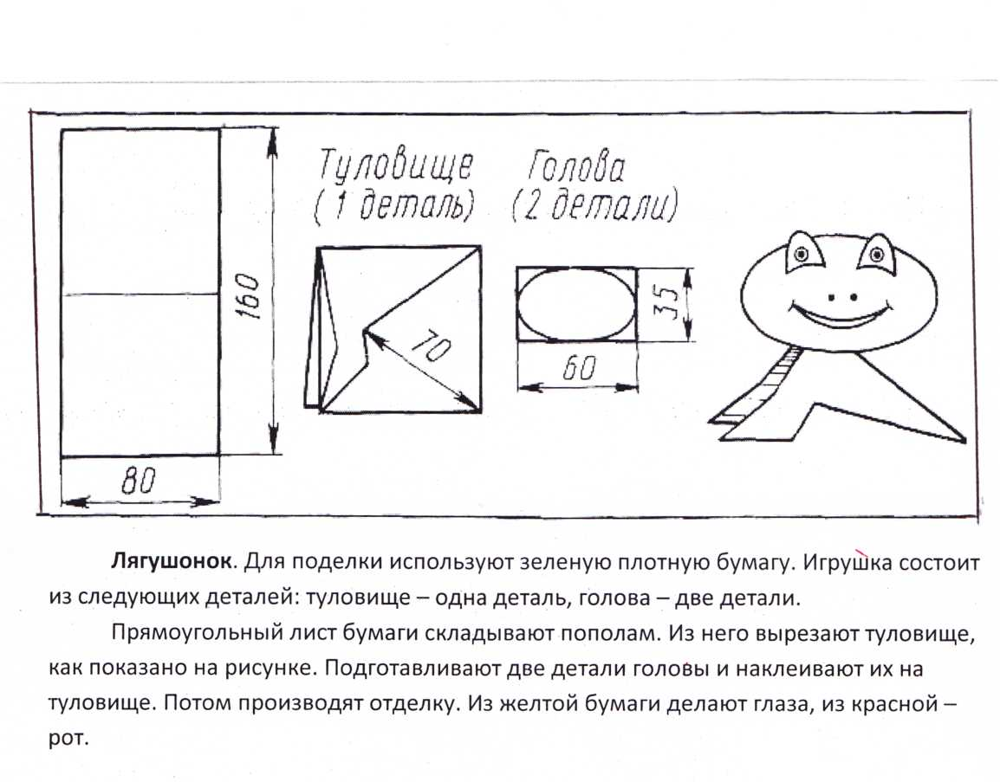 Туловище
(1 деталь)
Голова
(2 детали)
160
80
70
35
60
Лягушонок. Для поделки используют зеленую плотную бумагу. Игрушка состоит
из следующих деталей: туловище – одна деталь, голова – две детали.
Прямоугольный лист бумаги складывают пополам. Из него вырезают туловище,
как показано на рисунке. Подготавливают две детали головы и наклеивают их на
туловище. Потом производят отделку. Из желтой бумаги делают глаза, из красной –
рот.